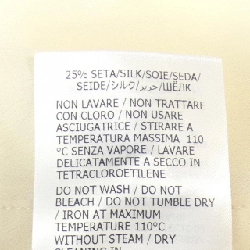 25% SETA/SILK/SOIE/SEDA/
SEIDE/シルク/حرير/ШЁЛК
NON LAVARE / NON TRATTARE
CON CLORO / NON USARE
ASCIUGATRICE / STIRARE A
TEMPERATURA MASSIMA 110
°C SENZA VAPORE / LAVARE
DELICATAMENTE A SECCO IN
TETRACLOROETILENE
DO NOT WASH / DO NOT
BLEACH / DO NOT TUMBLE DRY
/ IRON AT MAXIMUM
TEMPERATURE 110°C
WITHOUT STEAM / DRY
CLEANING IN